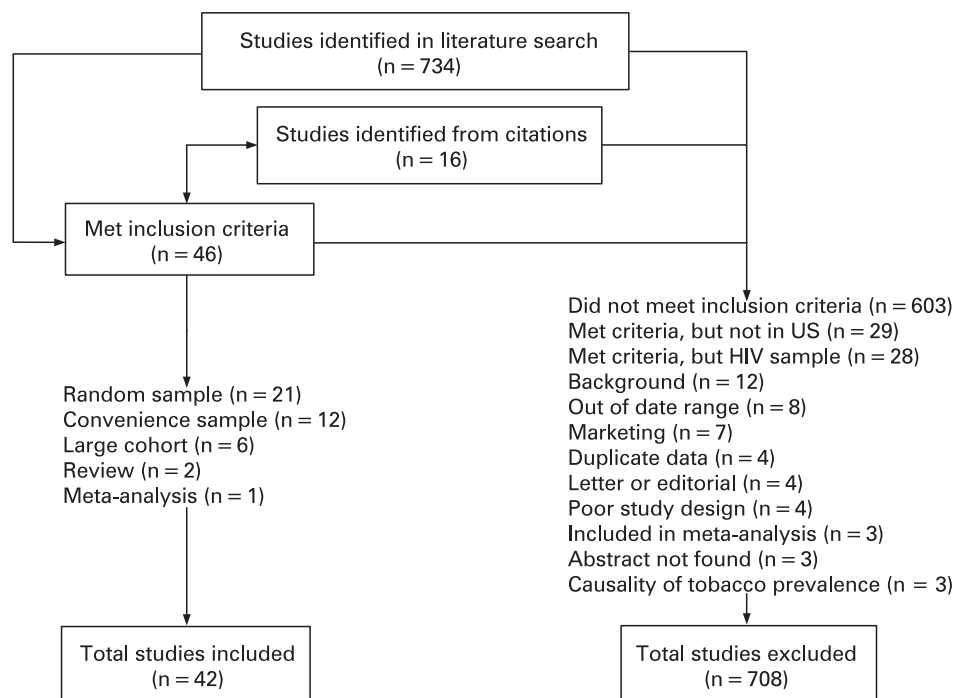 Studies identified in literature search
(n = 734)
Studies identified from citations
(n = 16)
Met inclusion criteria
(n = 46)
Random sample (n = 21)
Convenience sample (n = 12)
Large cohort (n = 6)
Review (n = 2)
Meta-analysis (n = 1)
Total studies included
(n = 42)
Did not meet inclusion criteria (n = 603)
Met criteria, but not in US (n = 29)
Met criteria, but HIV sample (n = 28)
Background (n = 12)
Out of date range (n = 8)
Marketing (n = 7)
Duplicate data (n = 4)
Letter or editorial (n = 4)
Poor study design (n = 4)
Included in meta-analysis (n = 3)
Abstract not found (n = 3)
Causality of tobacco prevalence (n = 3)
Total studies excluded
(n = 708)